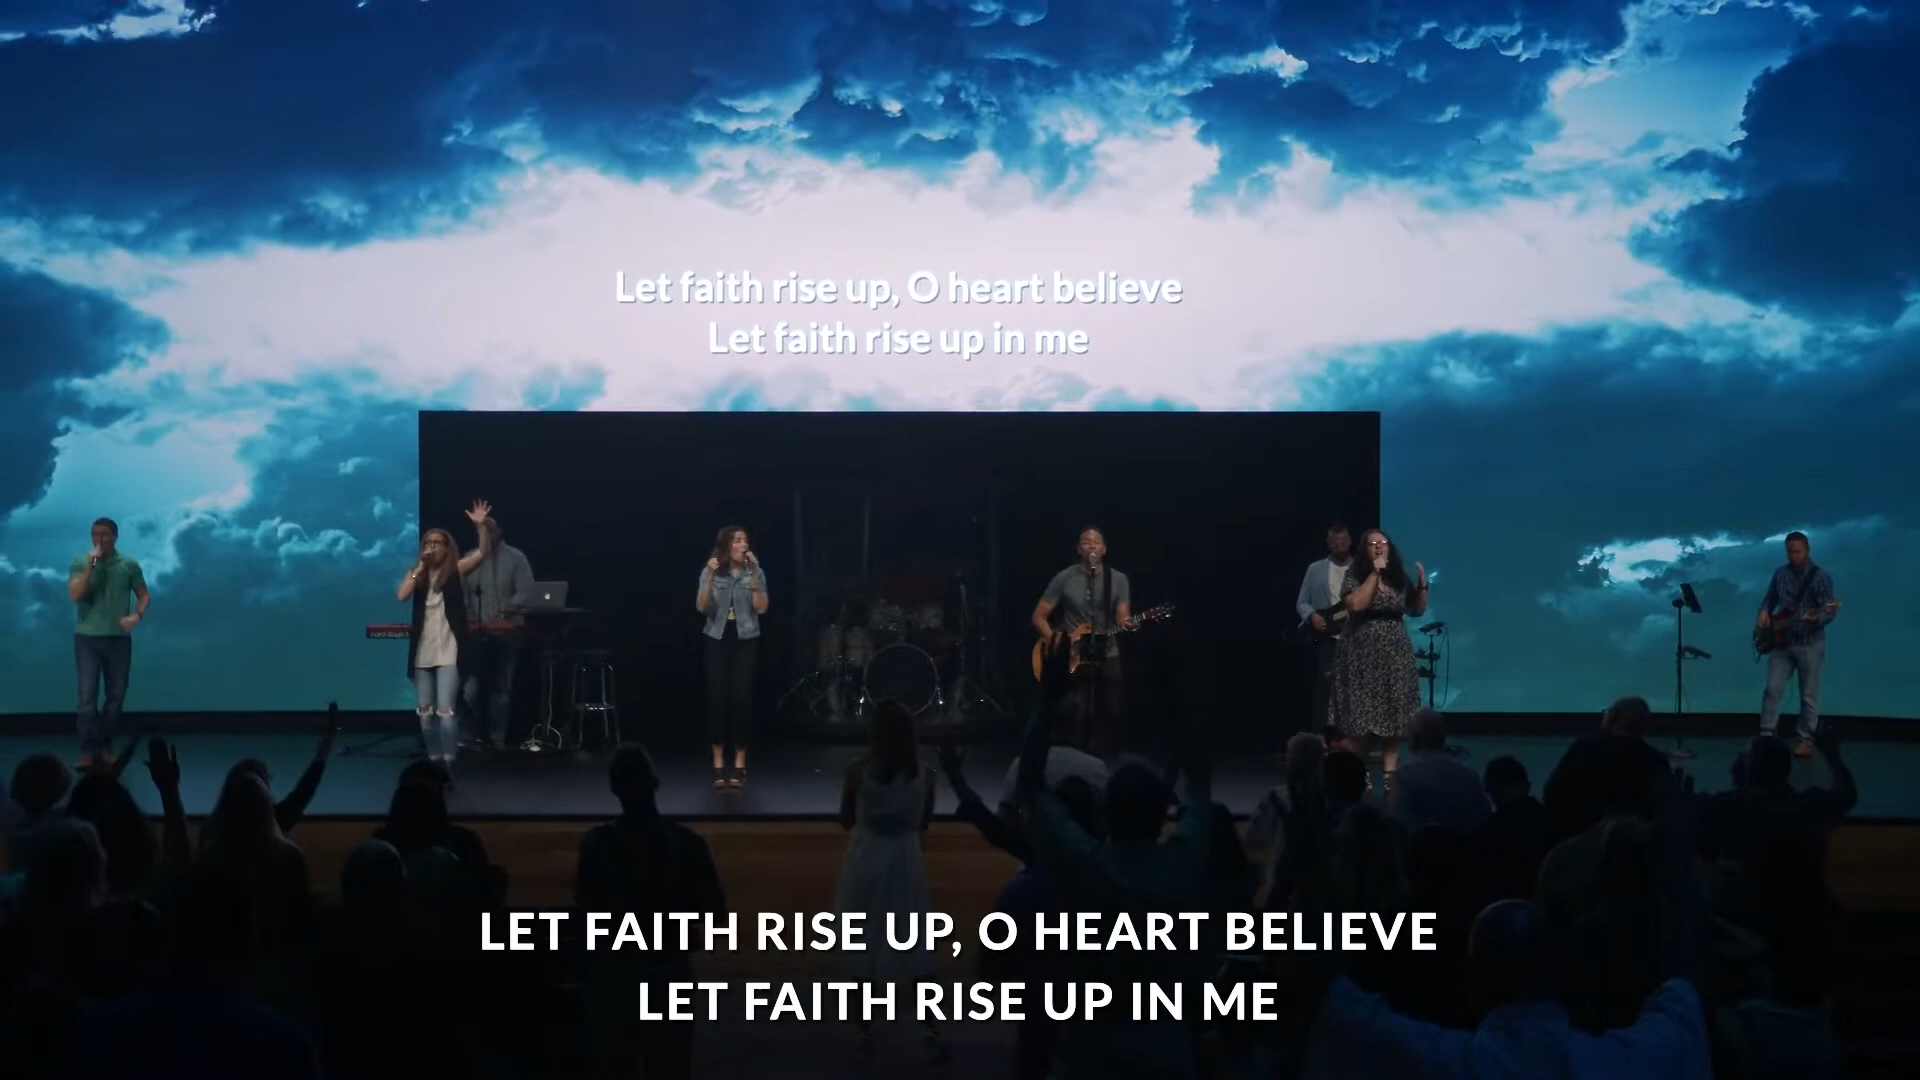 Let faith rise up, O heart believe
Let faith rise up in me
LET FAITH RISE UP, O HEART BELIEVE
LET FAITH RISE UP IN ME